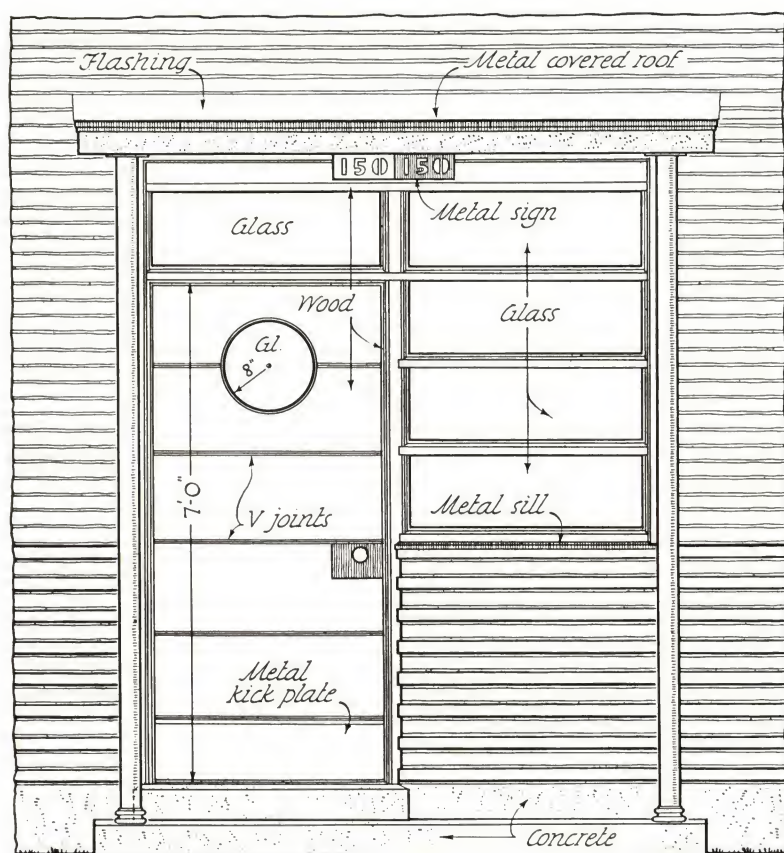 Flashing
Metal covered roof
150 150
Metal sign
Glass
Wood
Glass
Gl.
8"
7'-0"
V joints
Metal sill
Metal
kick plate
Concrete